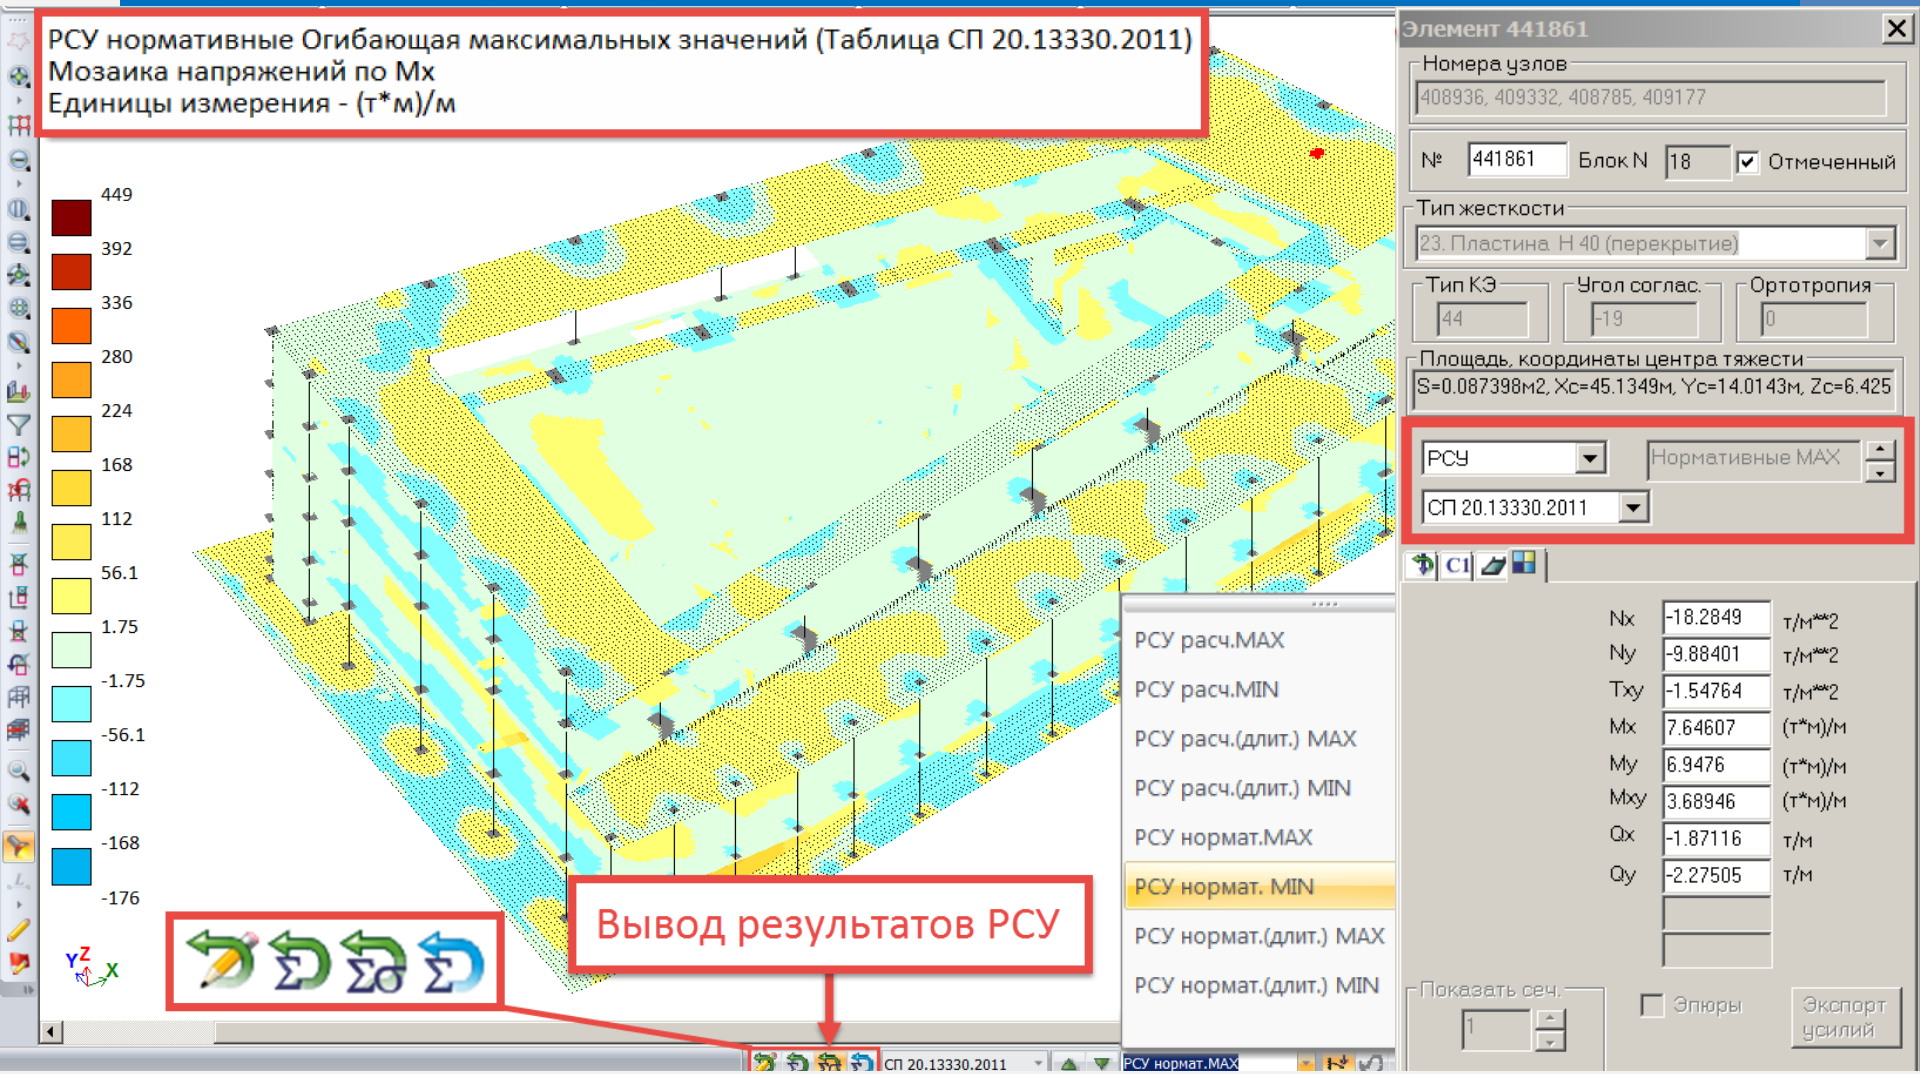 РСУ нормативные Огибающая максимальных значений (Таблица СП 20.13330.2011)
Мозаика напряжений по Mx
Единицы измерения - (т*м)/м
449
392
336
280
224
168
112
56.1
1.75
-1.75
-56.1
-112
-168
-176
Z
Y
X
Вывод результатов РСУ
РСУ расч.MAX
РСУ расч.MIN
РСУ расч.(длит.) MAX
РСУ расч.(длит.) MIN
РСУ нормат.MAX
РСУ нормат. MIN
РСУ нормат.(длит.) MAX
РСУ нормат.(длит.) MIN
СП 20.13330.2011
РСУ нормат.MAX
Элемент 441861
Номера узлов
408936, 409332, 408785, 409177
№ 441861 Блок N 18 Отмеченный
Тип жесткости
23. Пластина H 40 (перекрытие)
Тип КЭ Угол соглас. Ортотропия
44 -19 0
Площадь, координаты центра тяжести
S=0.087398м2, Xc=45.1349м, Yc=14.0143м, Zc=6.425
РСУ Нормативные MAX
СП 20.13330.2011
C1
Nx -18.2849 т/м**2
Ny -9.88401 т/м**2
Txy -1.54764 т/м**2
Mx 7.64607 (т*м)/м
My 6.9476 (т*м)/м
Mxy 3.68946 (т*м)/м
Qx -1.87116 т/м
Qy -2.27505 т/м
Показать сеч.
1
Эпюры
Экспорт
усилий